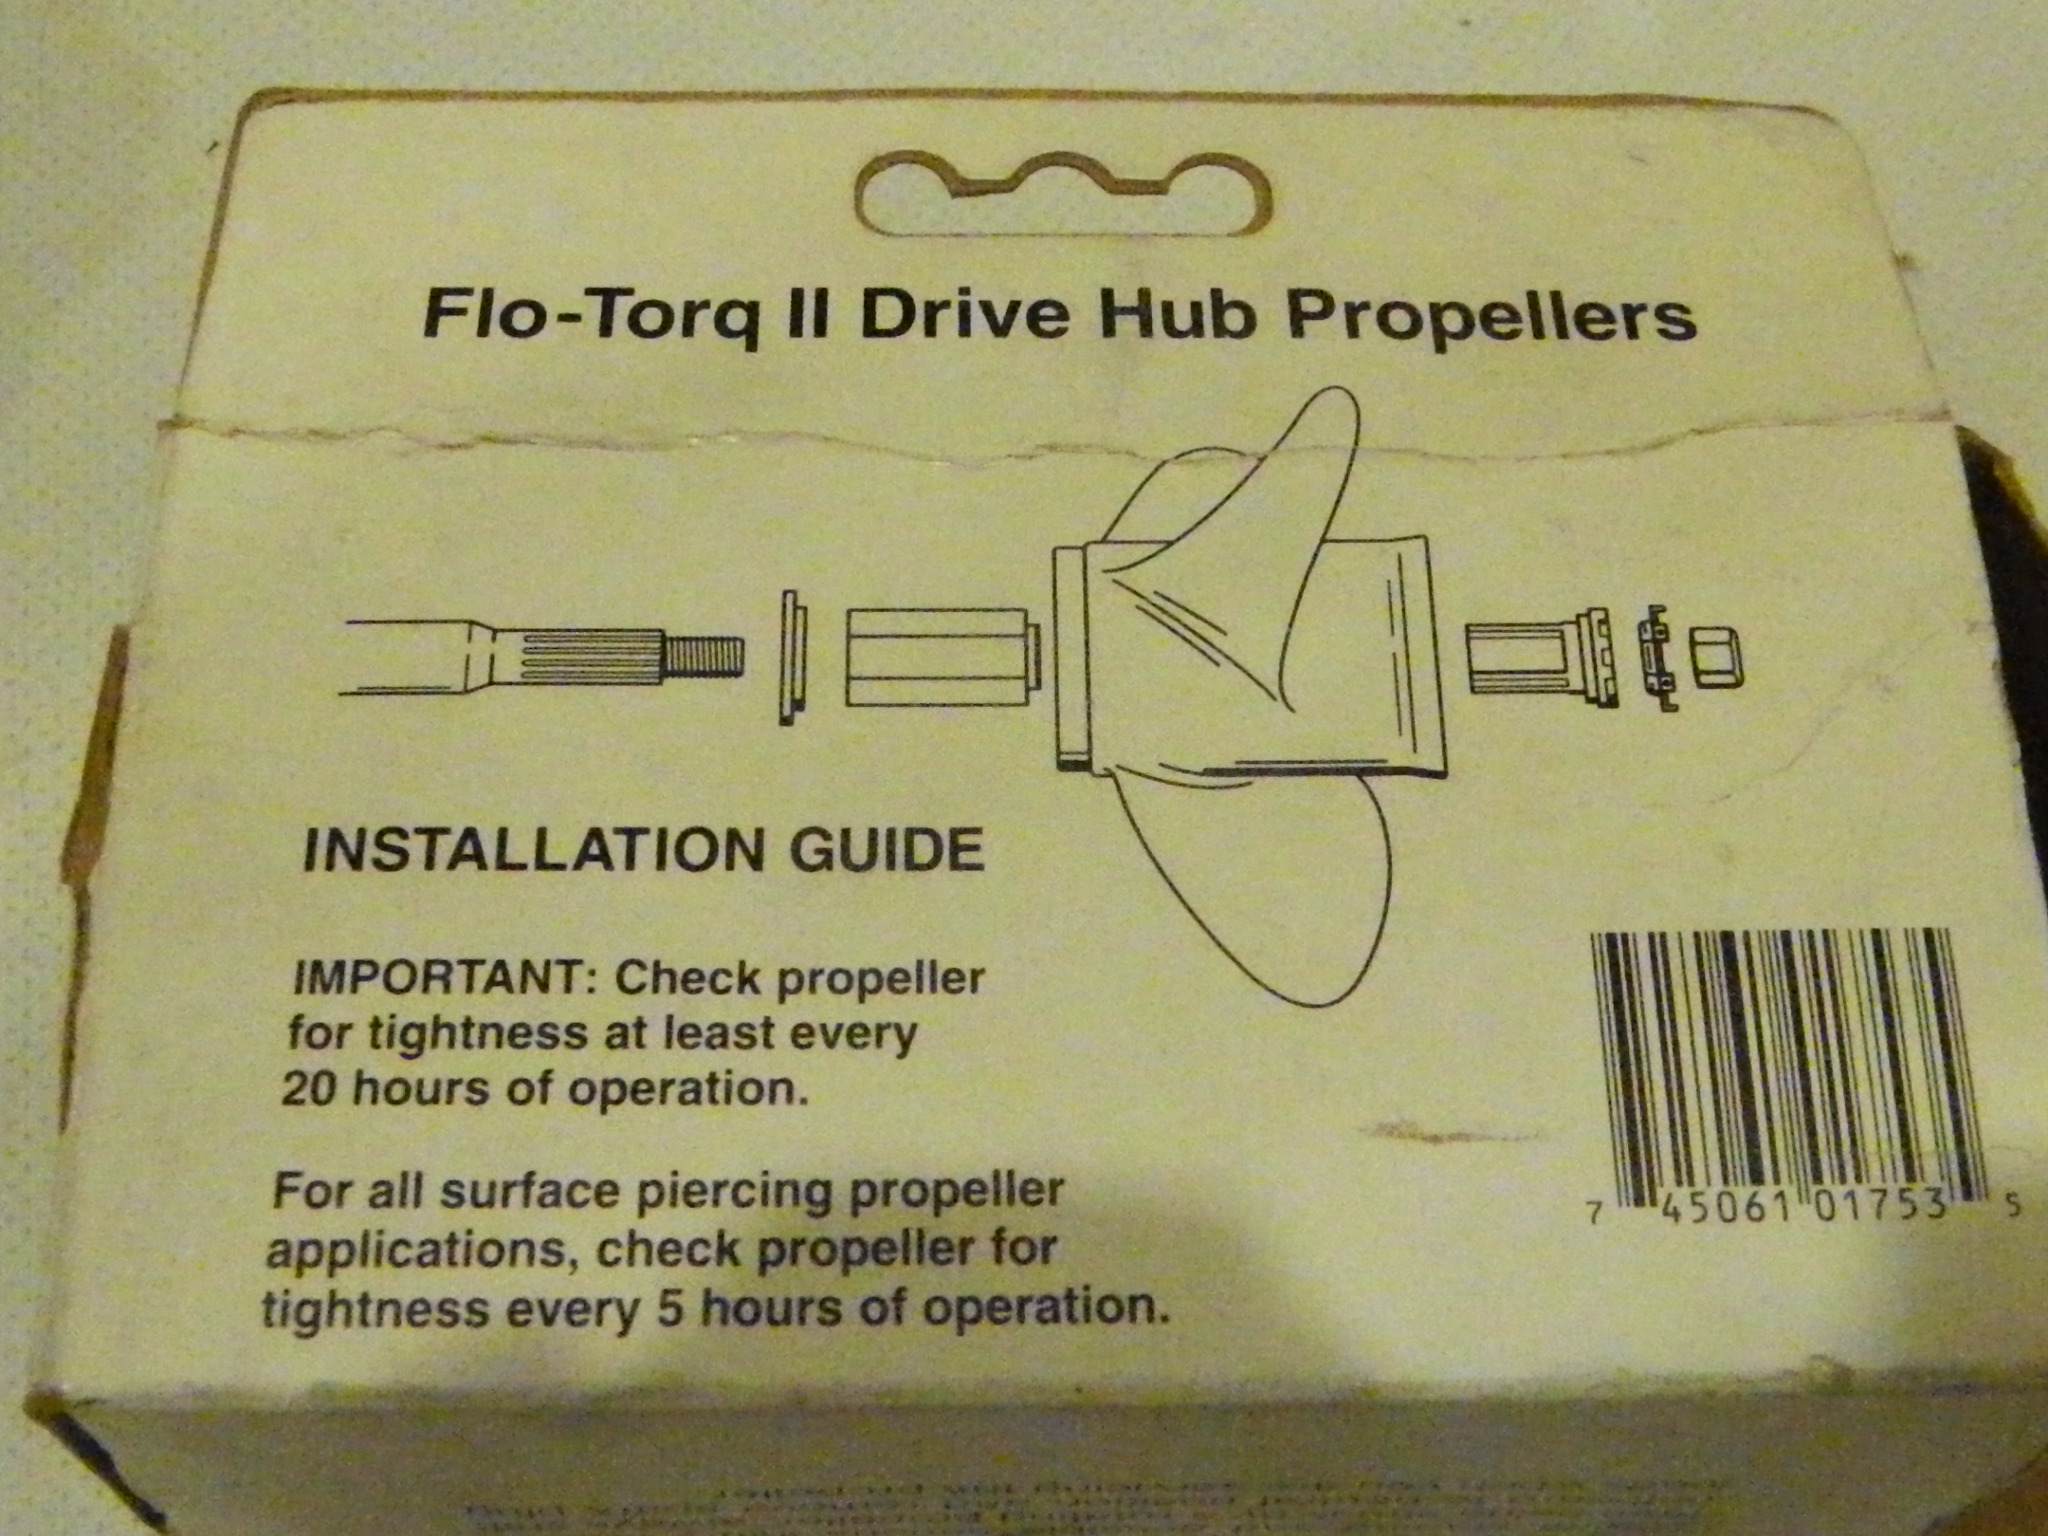 Flo-Torq II Drive Hub Propellers
INSTALLATION GUIDE
IMPORTANT: Check propeller
for tightness at least every
20 hours of operation.
For all surface piercing propeller
applications, check propeller for
tightness every 5 hours of operation.
7 45061 01753 5